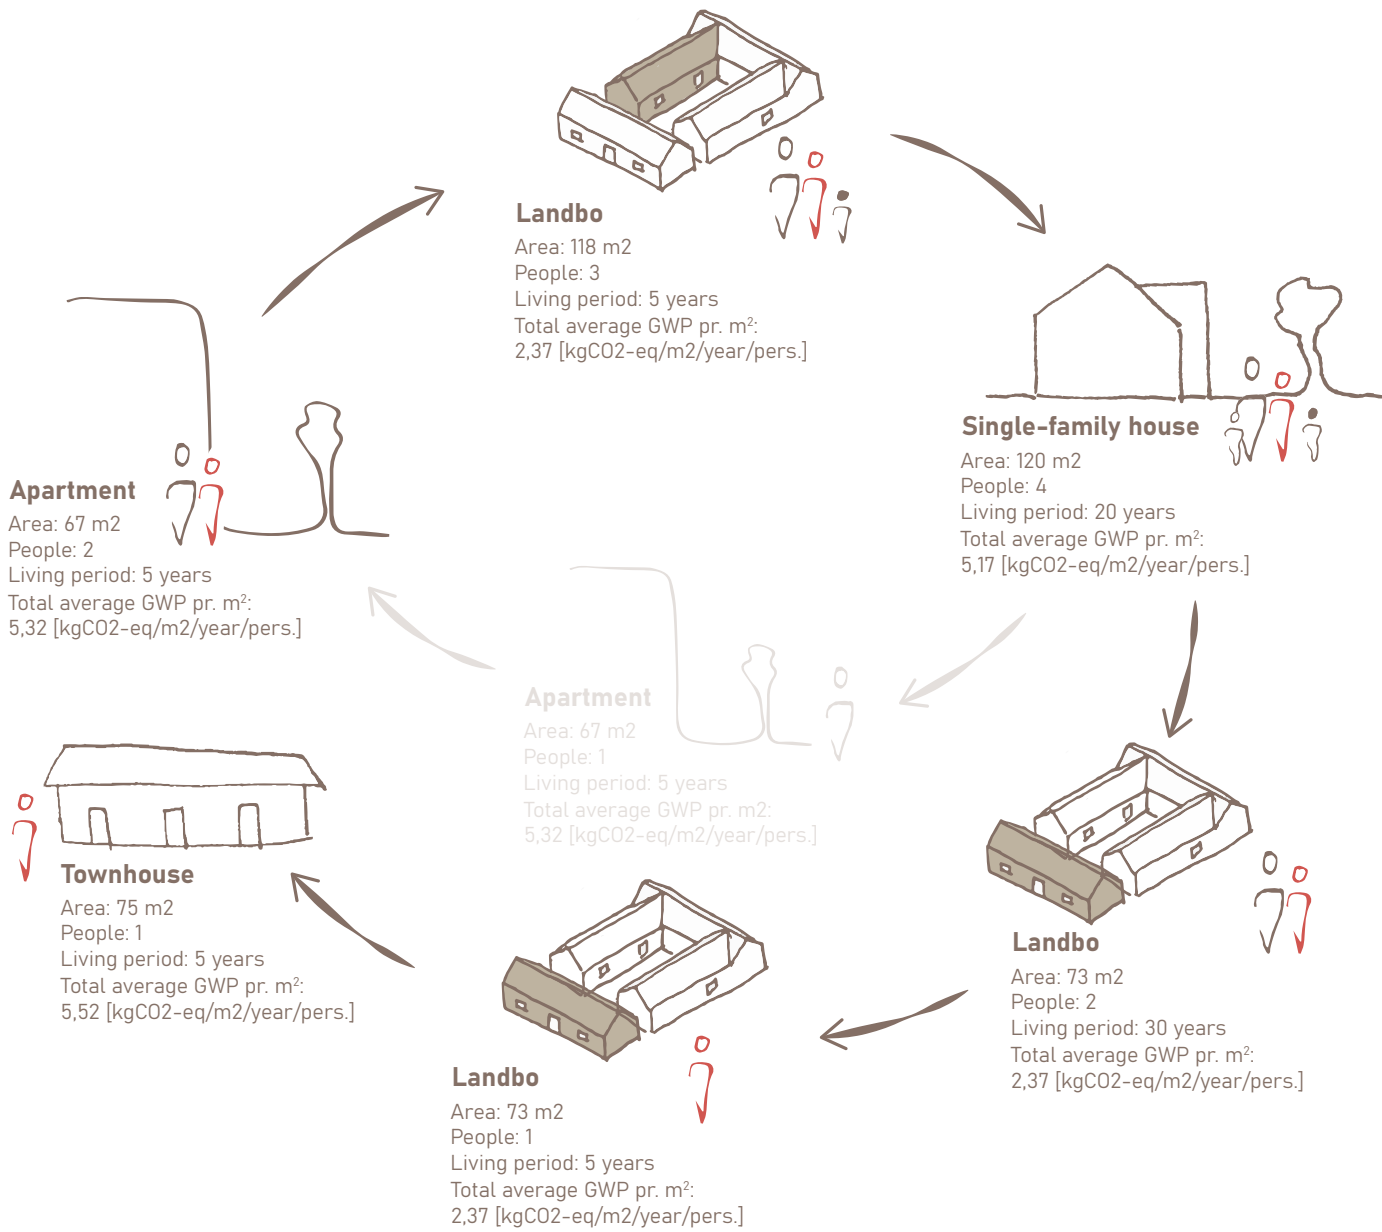 Landbo
Area: 118 m2
People: 3
Living period: 5 years
Total average GWP pr. m²:
2,37 [kgCO2-eq/m2/year/pers.]
Single-family house
Area: 120 m2
People: 4
Living period: 20 years
Total average GWP pr. m²:
5,17 [kgCO2-eq/m2/year/pers.]
Apartment
Area: 67 m2
People: 2
Living period: 5 years
Total average GWP pr. m²:
5,32 [kgCO2-eq/m2/year/pers.]
Apartment
Area: 67 m2
People: 1
Living period: 5 years
Total average GWP pr. m2:
5,32 [kgCO2-eq/m2/year/pers.]
Townhouse
Area: 75 m2
People: 1
Living period: 5 years
Total average GWP pr. m²:
5,52 [kgCO2-eq/m2/year/pers.]
Landbo
Area: 73 m2
People: 2
Living period: 30 years
Total average GWP pr. m²:
2,37 [kgCO2-eq/m2/year/pers.]
Landbo
Area: 73 m2
People: 1
Living period: 5 years
Total average GWP pr. m²:
2,37 [kgCO2-eq/m2/year/pers.]